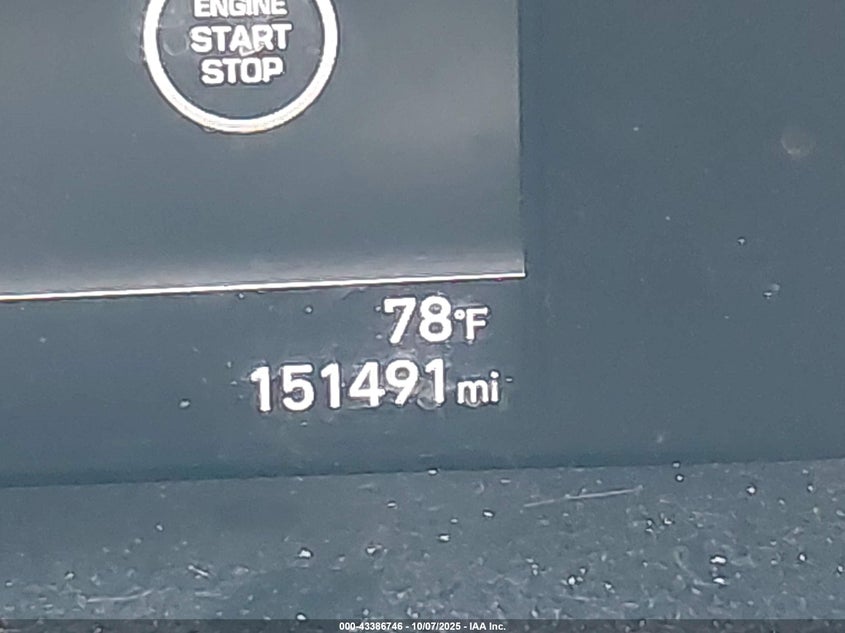 ENGINE
START
STOP
78°F
151491 mi
000-43386746 - 10/07/2025 - IAA Inc.